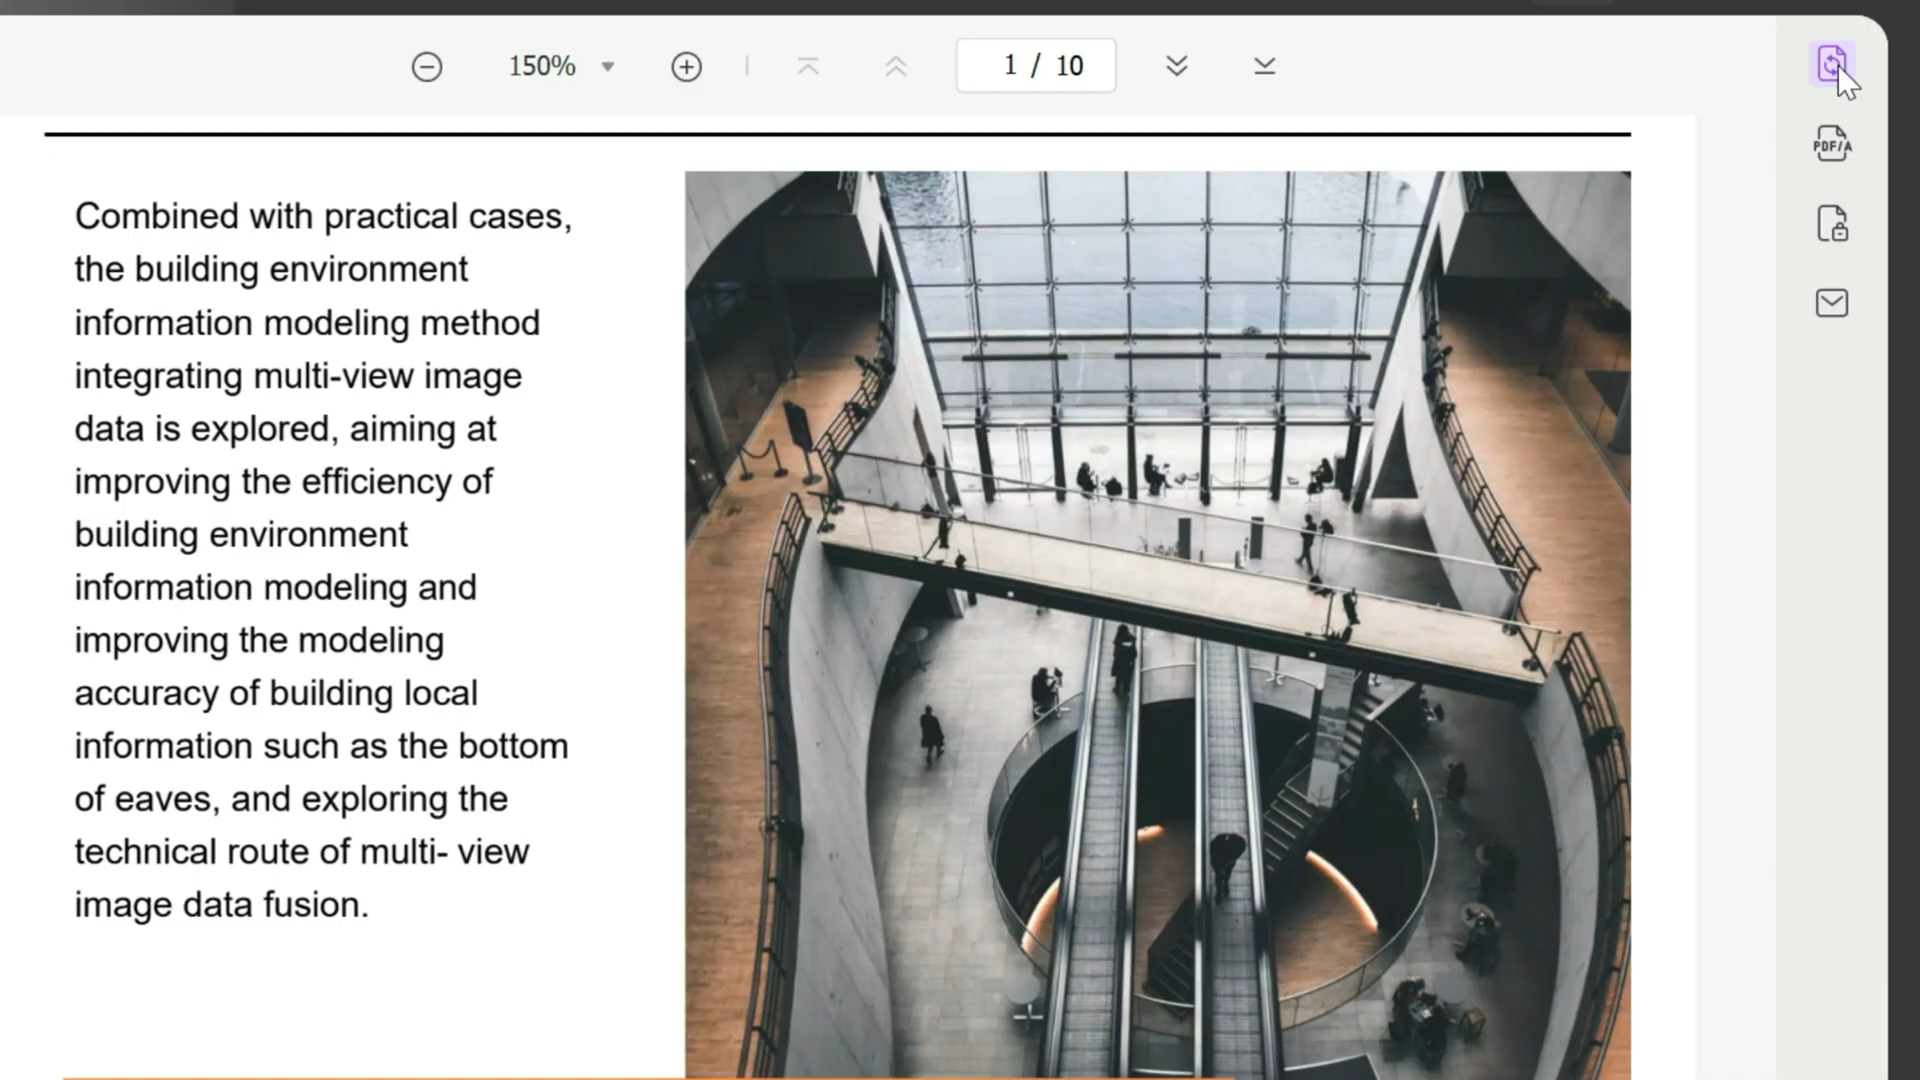 150%
1 / 10
PDF/A
Combined with practical cases,
the building environment
information modeling method
integrating multi-view image
data is explored, aiming at
improving the efficiency of
building environment
information modeling and
improving the modeling
accuracy of building local
information such as the bottom
of eaves, and exploring the
technical route of multi- view
image data fusion.